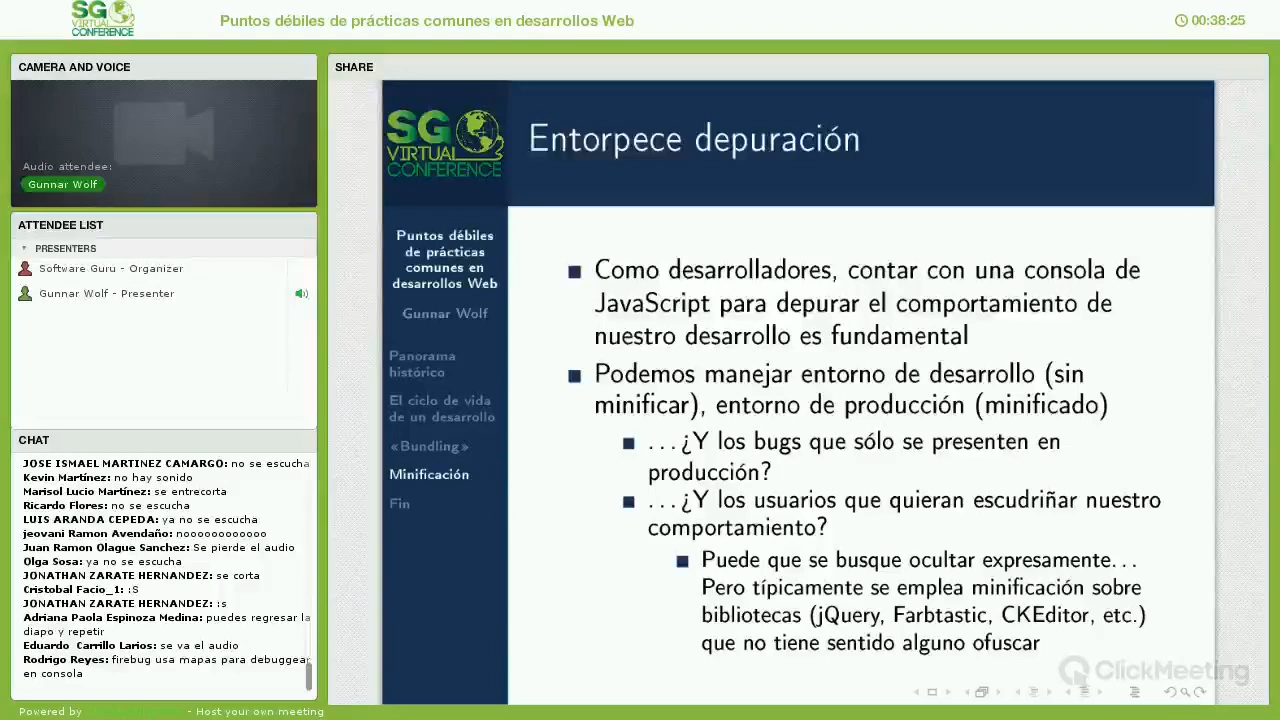 SG
VIRTUAL
CONFERENCE
Puntos débiles de prácticas comunes en desarrollos Web
00:38:25
CAMERA AND VOICE
Audio attendee:
Gunnar Wolf
ATTENDEE LIST
PRESENTERS
Software Guru - Organizer
Gunnar Wolf - Presenter
CHAT
JOSE ISMAEL MARTINEZ CAMARGO: no se escucha
Kevin Martínez: no hay sonido
Marisol Lucio Martínez: se entrecorta
Ricardo Flores: no se escucha
LUIS ARANDA CEPEDA: ya no se escucha
jeovani Ramon Avendaño: noooooooooooo
Juan Ramon Olague Sanchez: Se pierde el audio
Olga Sosa: ya no se escucha
JONATHAN ZARATE HERNANDEZ: se corta
Cristobal Facio_1: :S
JONATHAN ZARATE HERNANDEZ: :s
Adriana Paola Espinoza Medina: puedes regresar la
diapo y repetir
Eduardo Carrillo Larios: se va el audio
Rodrigo Reyes: firebug usa mapas para debuggear
en consola
Powered by
- Host your own meeting
SHARE
SG
VIRTUAL
CONFERENCE
Entorpece depuración
Puntos débiles
de prácticas
comunes en
desarrollos Web
Gunnar Wolf
Panorama
histórico
El ciclo de vida
de un desarrollo
«Bundling»
Minificación
Fin
Como desarrolladores, contar con una consola de
JavaScript para depurar el comportamiento de
nuestro desarrollo es fundamental
Podemos manejar entorno de desarrollo (sin
minificar), entorno de producción (minificado)
...¿Y los bugs que sólo se presenten en
producción?
...¿Y los usuarios que quieran escudriñar nuestro
comportamiento?
Puede que se busque ocultar expresamente...
Pero típicamente se emplea minificación sobre
bibliotecas (jQuery, Farbtastic, CKEditor, etc.)
que no tiene sentido alguno ofuscar
ClickMeeting